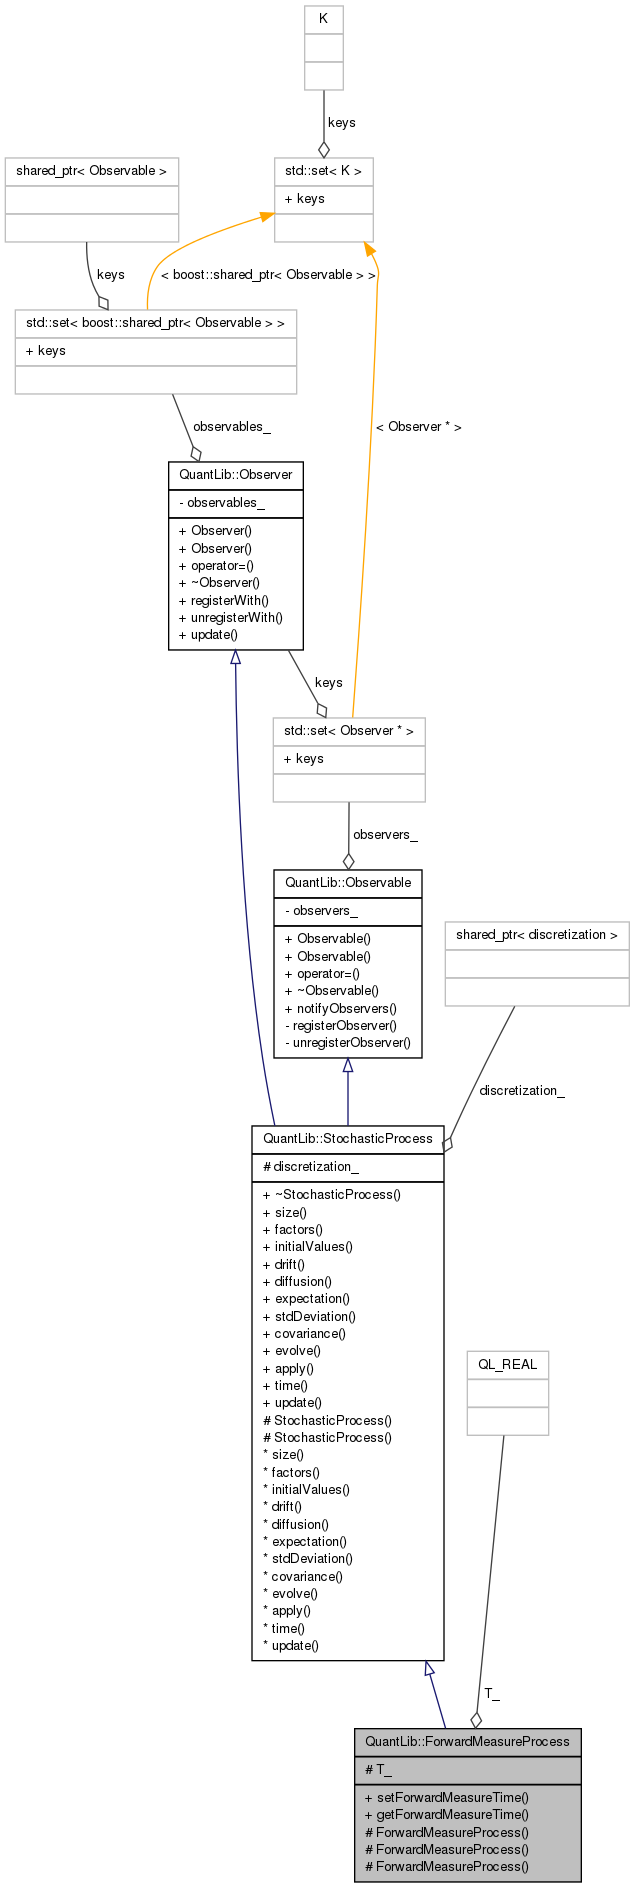 K
keys
shared_ptr< Observable >
std::set< K >
+ keys
keys
< boost::shared_ptr< Observable > >
std::set< boost::shared_ptr< Observable > >
+ keys
observables_
< Observer * >
QuantLib::Observer
- observables_
+ Observer()
+ Observer()
+ operator=()
+ ~Observer()
+ registerWith()
+ unregisterWith()
+ update()
keys
std::set< Observer * >
+ keys
observers_
QuantLib::Observable
- observers_
+ Observable()
+ Observable()
+ operator=()
+ ~Observable()
+ notifyObservers()
- registerObserver()
- unregisterObserver()
shared_ptr< discretization >
discretization_
QuantLib::StochasticProcess
# discretization_
+ ~StochasticProcess()
+ size()
+ factors()
+ initialValues()
+ drift()
+ diffusion()
+ expectation()
+ stdDeviation()
+ covariance()
+ evolve()
+ apply()
+ time()
+ update()
# StochasticProcess()
# StochasticProcess()
* size()
* factors()
* initialValues()
* drift()
* diffusion()
* expectation()
* stdDeviation()
* covariance()
* evolve()
* apply()
* time()
* update()
QL_REAL
T_
QuantLib::ForwardMeasureProcess
# T_
+ setForwardMeasureTime()
+ getForwardMeasureTime()
# ForwardMeasureProcess()
# ForwardMeasureProcess()
# ForwardMeasureProcess()